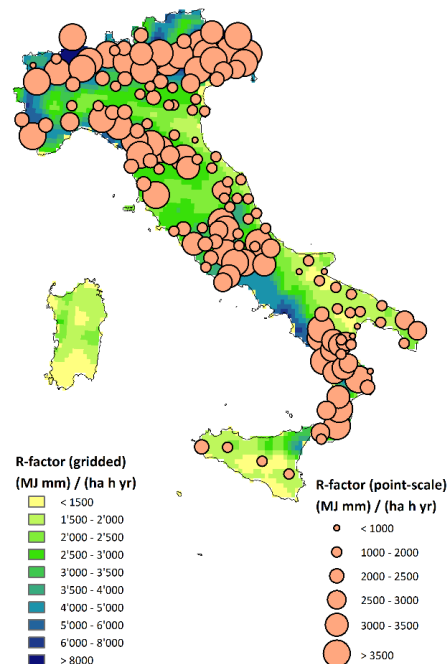 R-factor (gridded)
(MJ mm) / (ha h yr)
< 1500
1'500 - 2'000
2'000 - 2'500
2'500 - 3'000
3'000 - 3'500
3'500 - 4'000
4'000 - 5'000
5'000 - 6'000
6'000 - 8'000
> 8000
R-factor (point-scale)
(MJ mm) / (ha h yr)
< 1000
1000 - 2000
2000 - 2500
2500 - 3000
3000 - 3500
> 3500